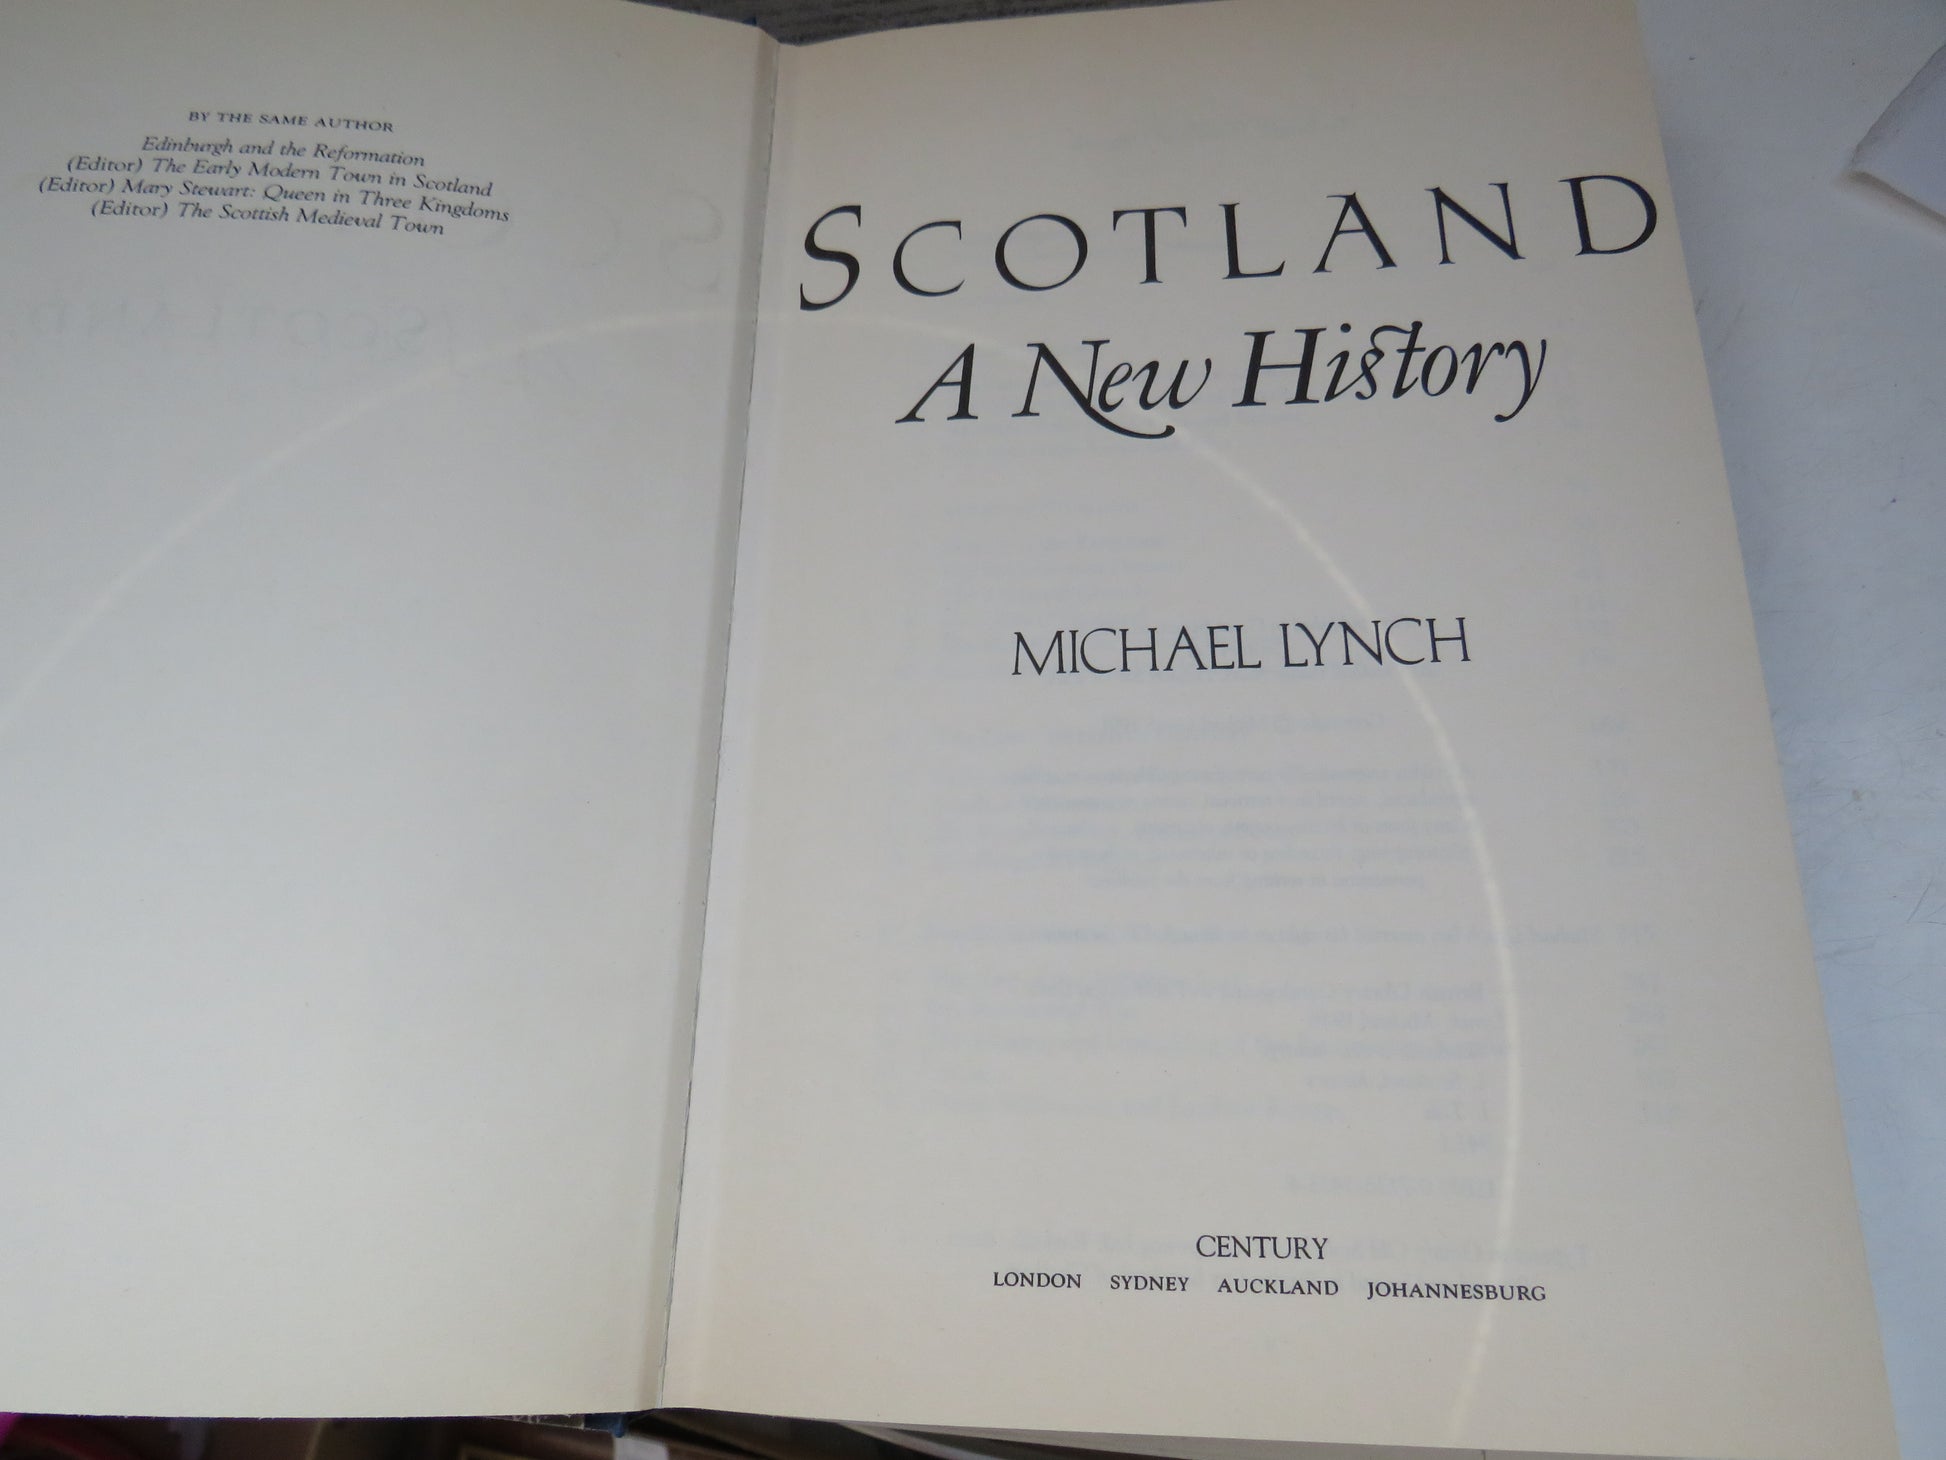 BY THE SAME AUTHOR
Edinburgh and the Reformation
(Editor) The Early Modern Town in Scotland
(Editor) Mary Stewart: Queen in Three Kingdoms
(Editor) The Scottish Medieval Town
SCOTLAND
A New History
MICHAEL LYNCH
CENTURY
LONDON SYDNEY AUCKLAND JOHANNESBURG